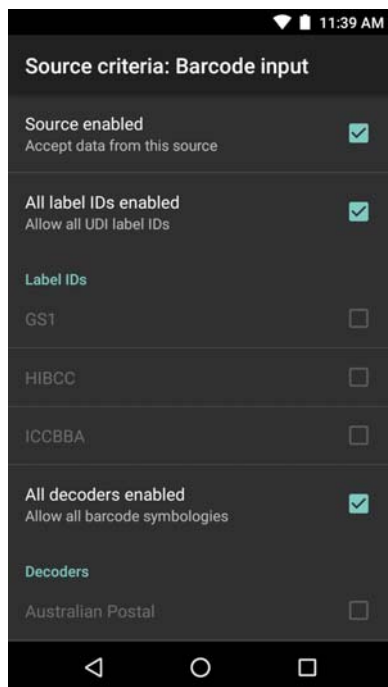 11:39 AM
Source criteria: Barcode input
Source enabled
Accept data from this source
All label IDs enabled
Allow all UDI label IDs
Label IDs
GS1
HIBCC
ICCBBA
All decoders enabled
Allow all barcode symbologies
Decoders
Australian Postal